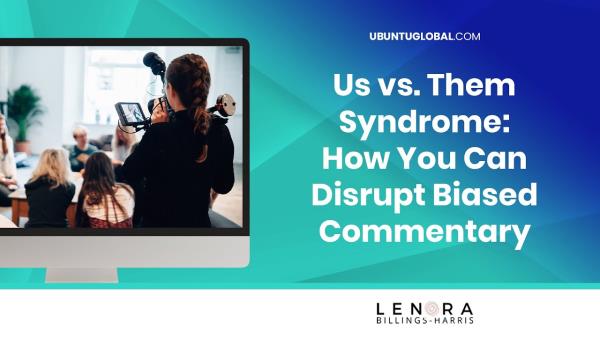 UBUNTUGLOBAL.COM
Us vs. Them
Syndrome:
How You Can
Disrupt Biased
Commentary
LENORA
BILLINGS-HARRIS